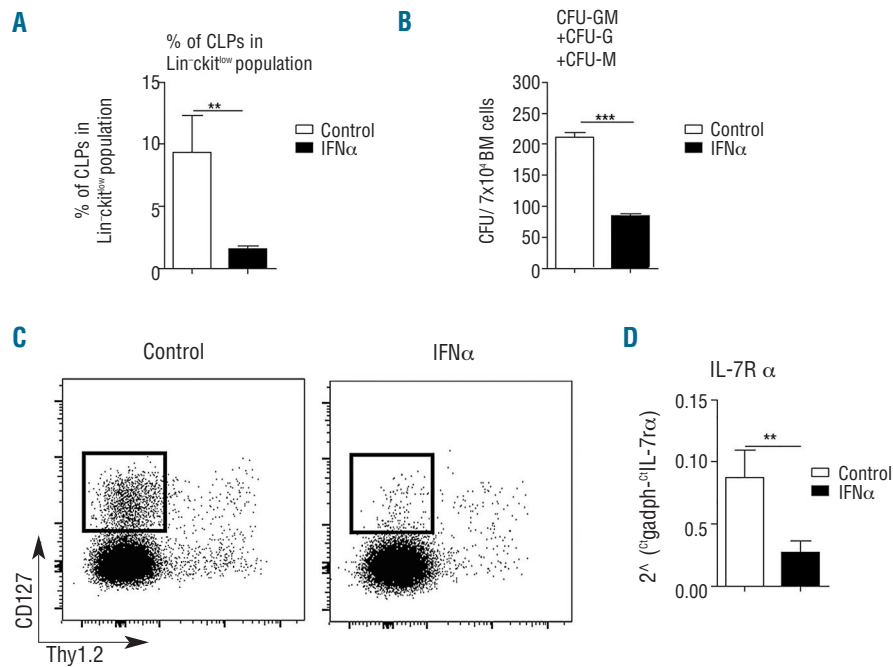 A
% of CLPs in
Lin⁻ckitˡᵒʷ population
% of CLPs in
Lin⁻ckitˡᵒʷ population
15
10
5
0
**
Control
IFNα
B
CFU-GM
+CFU-G
+CFU-M
CFU/ 7x10⁴ BM cells
300
250
200
150
100
50
0
***
Control
IFNα
C
Control
IFNα
CD127
Thy1.2
D
IL-7R α
2^ (ᶜᵗgadph-ᶜᵗIL-7rα)
0.15
0.10
0.5
0.00
**
Control
IFNα